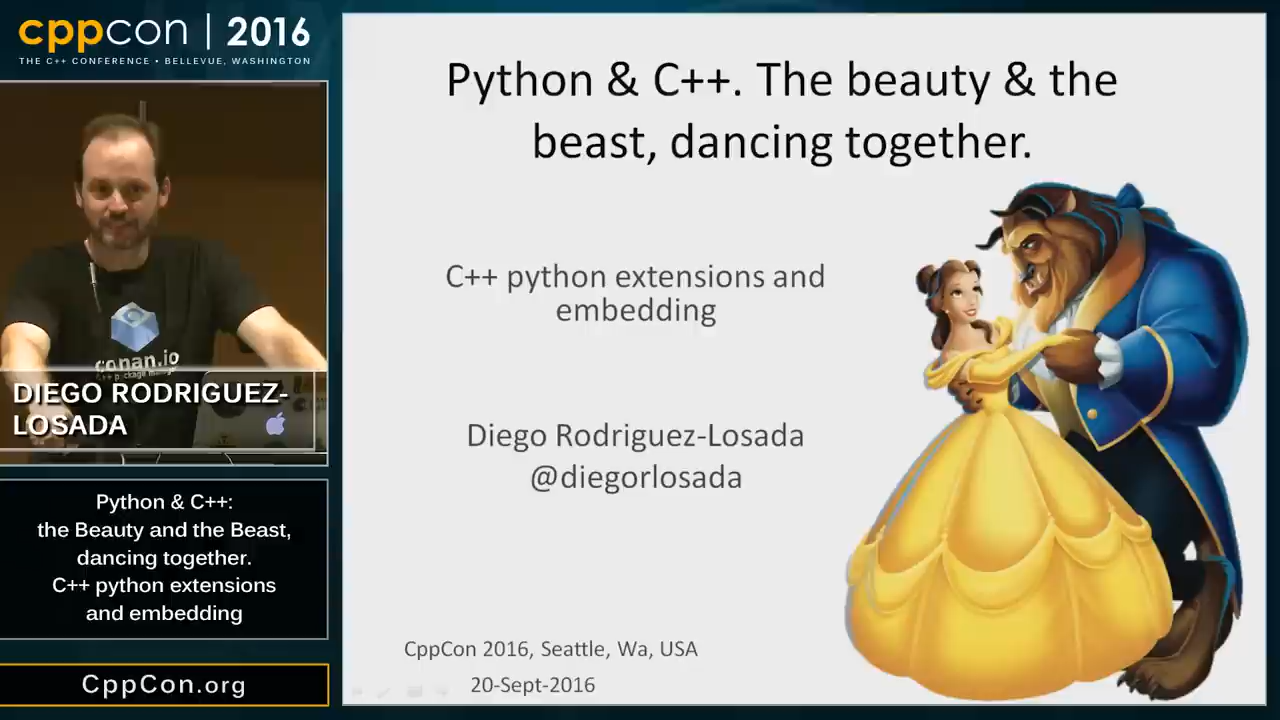 cppcon | 2016
THE C++ CONFERENCE • BELLEVUE, WASHINGTON
conan.io
C++ package manager
DIEGO RODRIGUEZ-
LOSADA
Python & C++:
the Beauty and the Beast,
dancing together.
C++ python extensions
and embedding
CppCon.org
Python & C++. The beauty & the
beast, dancing together.
C++ python extensions and
embedding
Diego Rodriguez-Losada
@diegorlosada
CppCon 2016, Seattle, Wa, USA
20-Sept-2016